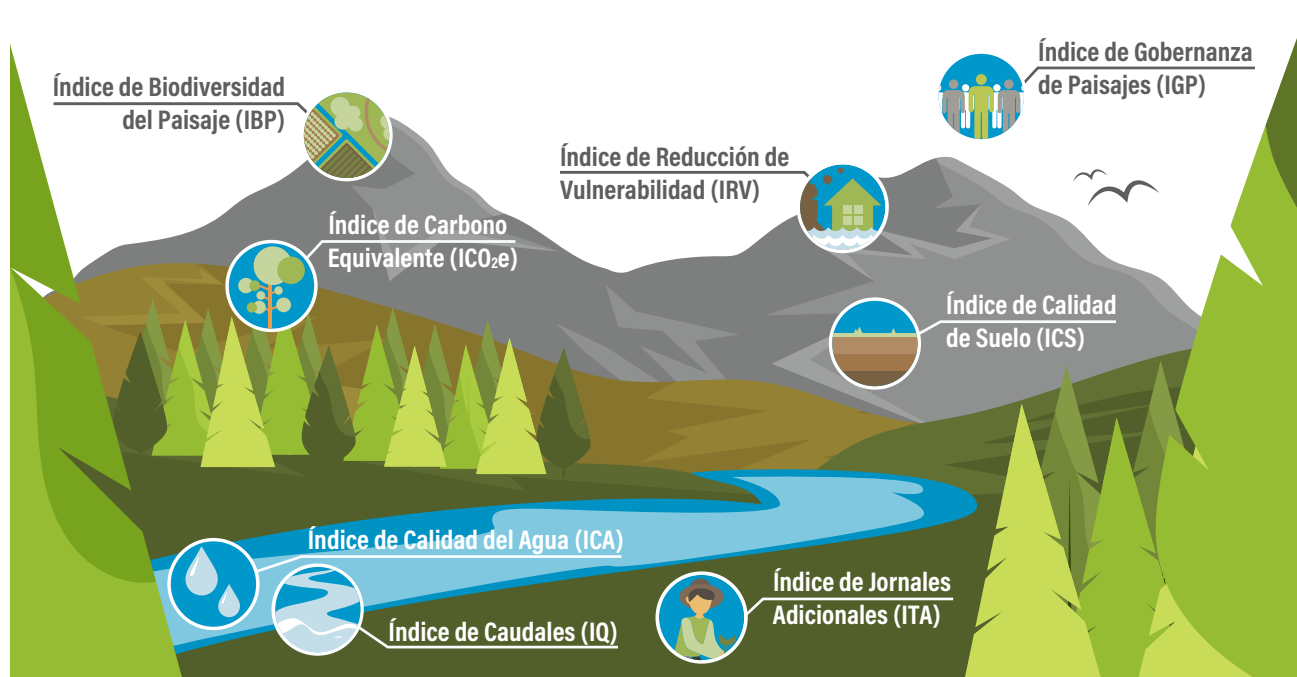 Índice de Gobernanza
de Paisajes (IGP)
Índice de Biodiversidad
del Paisaje (IBP)
Índice de Reducción de
Vulnerabilidad (IRV)
Índice de Carbono
Equivalente (ICO₂e)
Índice de Calidad
de Suelo (ICS)
Índice de Calidad del Agua (ICA)
Índice de Jornales
Adicionales (ITA)
Índice de Caudales (IQ)